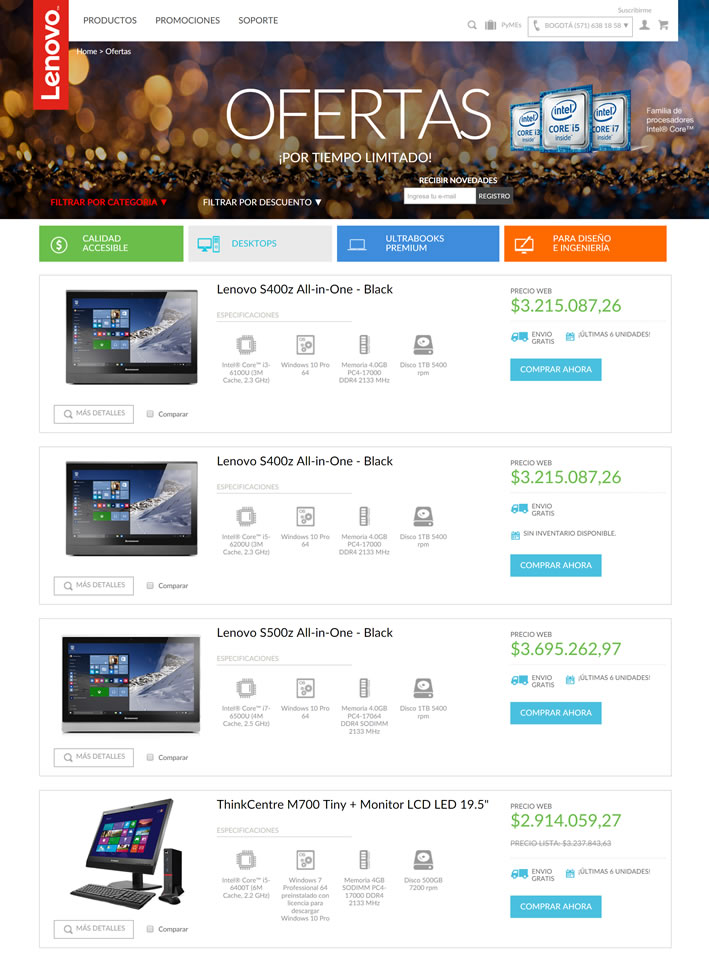 Lenovo
PRODUCTOS PROMOCIONES SOPORTE
Suscribirme
PyMEs
BOGOTÁ (571) 638 18 58 ▼
Home > Ofertas
OFERTAS
¡POR TIEMPO LIMITADO!
intel CORE i3 inside
intel CORE i5 inside
intel CORE i7 inside
Familia de
procesadores
Intel® Core™
RECIBIR NOVEDADES
Ingresa tu e-mail REGISTRO
FILTRAR POR CATEGORIA ▼ FILTRAR POR DESCUENTO ▼
CALIDAD
ACCESIBLE
DESKTOPS
ULTRABOOKS
PREMIUM
PARA DISEÑO
E INGENIERÍA
Lenovo S400z All-in-One - Black
ESPECIFICACIONES
Intel® Core™ i3-
6100U (3M
Cache, 2.3 GHz)
Windows 10 Pro
64
Memoria 4.0GB
PC4-17000
DDR4 2133 MHz
Disco 1TB 5400
rpm
MÁS DETALLES Comparar
PRECIO WEB
$3.215.087,26
ENVIO
GRATIS
¡ÚLTIMAS 6 UNIDADES!
COMPRAR AHORA
Lenovo S400z All-in-One - Black
ESPECIFICACIONES
Intel® Core™ i5-
6200U (3M
Cache, 2.3 GHz)
Windows 10 Pro
64
Memoria 4.0GB
PC4-17000
DDR4 2133 MHz
Disco 1TB 5400
rpm
MÁS DETALLES Comparar
PRECIO WEB
$3.215.087,26
ENVIO
GRATIS
SIN INVENTARIO DISPONIBLE.
COMPRAR AHORA
Lenovo S500z All-in-One - Black
ESPECIFICACIONES
Intel® Core™ i7-
6500U (4M
Cache, 2.5 GHz)
Windows 10 Pro
64
Memoria 4.0GB
PC4-17064
DDR4 SODIMM
2133 MHz
Disco 1TB 5400
rpm
MÁS DETALLES Comparar
PRECIO WEB
$3.695.262,97
ENVIO
GRATIS
¡ÚLTIMAS 6 UNIDADES!
COMPRAR AHORA
ThinkCentre M700 Tiny + Monitor LCD LED 19.5"
ESPECIFICACIONES
Intel® Core™ i5-
6400T (6M
Cache, 2.2 GHz)
Windows 7
Professional 64
preinstalado con
licencia para
descargar
Windows 10 Pro
Memoria 4GB
SODIMM PC4-
17000 DDR4
2133 MHz
Disco 500GB
7200 rpm
MÁS DETALLES Comparar
PRECIO WEB
$2.914.059,27
PRECIO LISTA: $3.237.843,63
ENVIO
GRATIS
¡ÚLTIMAS 6 UNIDADES!
COMPRAR AHORA